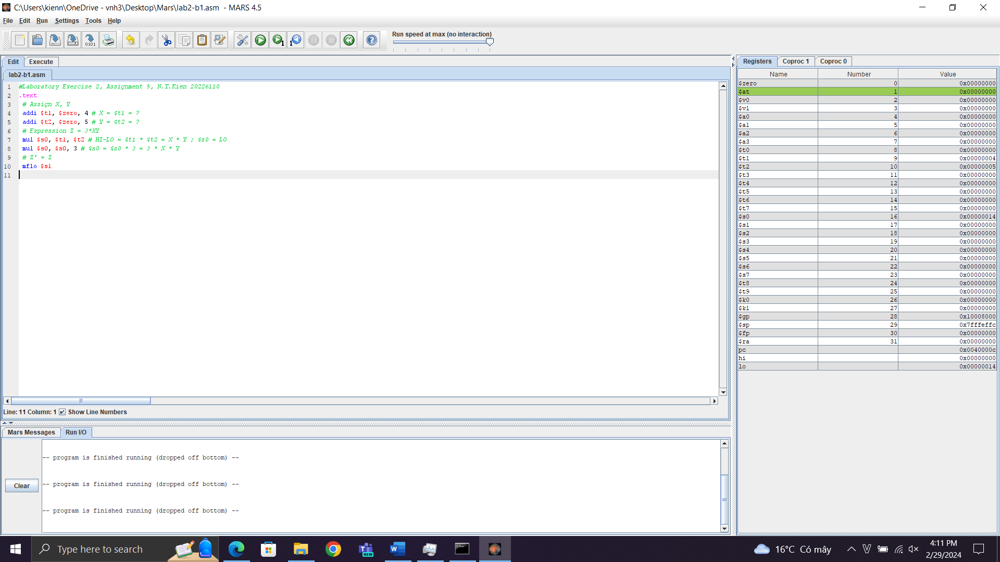 C:\Users\kienn\OneDrive - vnh3\Desktop\Mars\lab2-b1.asm - MARS 4.5
File Edit Run Settings Tools Help
Run speed at max (no interaction)
Edit Execute
lab2-b1.asm
1 #Laboratory Exercise 2, Assignment 5, N.T.Kien 20226110
2 .text
3 # Assign X, Y
4 addi $t1, $zero, 4 # X = $t1 = ?
5 addi $t2, $zero, 5 # Y = $t2 = ?
6 # Expression Z = 3*XY
7 mul $s0, $t1, $t2 # HI-LO = $t1 * $t2 = X * Y ; $s0 = LO
8 mul $s0, $s0, 3 # $s0 = $s0 * 3 = 3 * X * Y
9 # Z' = Z
10 mflo $s1
11
Line: 11 Column: 1 Show Line Numbers
Mars Messages Run I/O
Clear
-- program is finished running (dropped off bottom) --
-- program is finished running (dropped off bottom) --
-- program is finished running (dropped off bottom) --
Registers Coproc 1 Coproc 0
Name Number Value
$zero 0 0x00000000
$at 1 0x00000000
$v0 2 0x00000000
$v1 3 0x00000000
$a0 4 0x00000000
$a1 5 0x00000000
$a2 6 0x00000000
$a3 7 0x00000000
$t0 8 0x00000000
$t1 9 0x00000004
$t2 10 0x00000005
$t3 11 0x00000000
$t4 12 0x00000000
$t5 13 0x00000000
$t6 14 0x00000000
$t7 15 0x00000000
$s0 16 0x00000014
$s1 17 0x00000000
$s2 18 0x00000000
$s3 19 0x00000000
$s4 20 0x00000000
$s5 21 0x00000000
$s6 22 0x00000000
$s7 23 0x00000000
$t8 24 0x00000000
$t9 25 0x00000000
$k0 26 0x00000000
$k1 27 0x00000000
$gp 28 0x10008000
$sp 29 0x7fffeffc
$fp 30 0x00000000
$ra 31 0x00000000
pc 0x0040000c
hi 0x00000000
lo 0x00000014
Type here to search
16°C Có mây
4:11 PM
2/29/2024